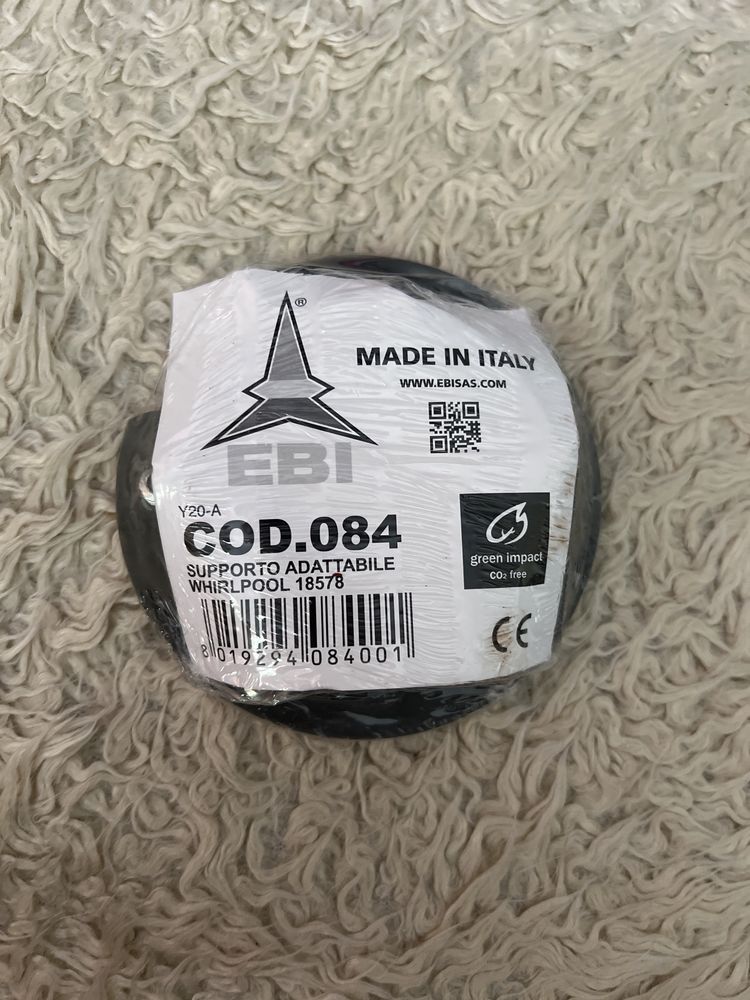 ®
MADE IN ITALY
WWW.EBISAS.COM
EBI
Y20-A
COD.084
SUPPORTO ADATTABILE
WHIRLPOOL 18578
green impact
CO₂ free
CE
8 019294 084001